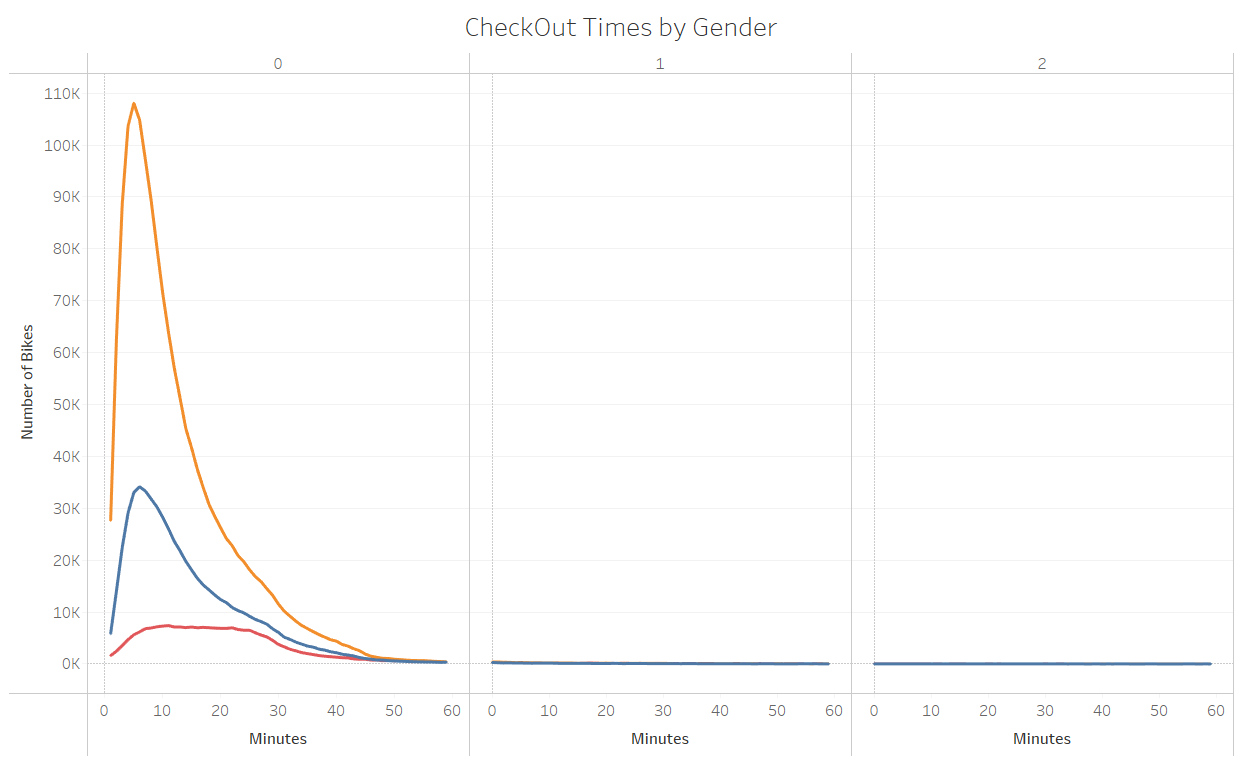 CheckOut Times by Gender
0 1 2
110K
100K
90K
80K
70K
60K
50K
40K
30K
20K
10K
0K
Number of Bikes
0 10 20 30 40 50 60 0 10 20 30 40 50 60 0 10 20 30 40 50 60
Minutes Minutes Minutes